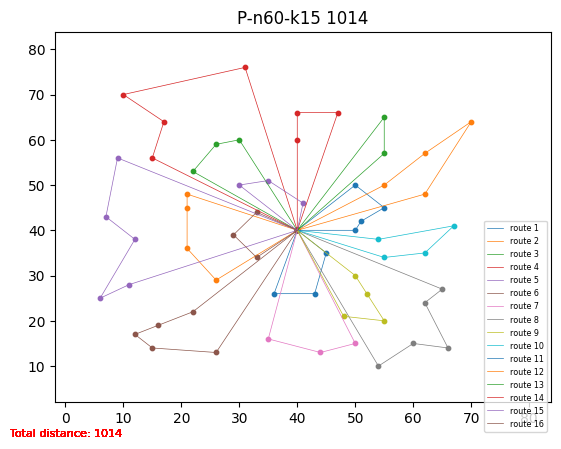 P-n60-k15 1014
80
70
60
50
40
30
20
10
0 10 20 30 40 50 60 70 80
route 1
route 2
route 3
route 4
route 5
route 6
route 7
route 8
route 9
route 10
route 11
route 12
route 13
route 14
route 15
route 16
Total distance: 1014